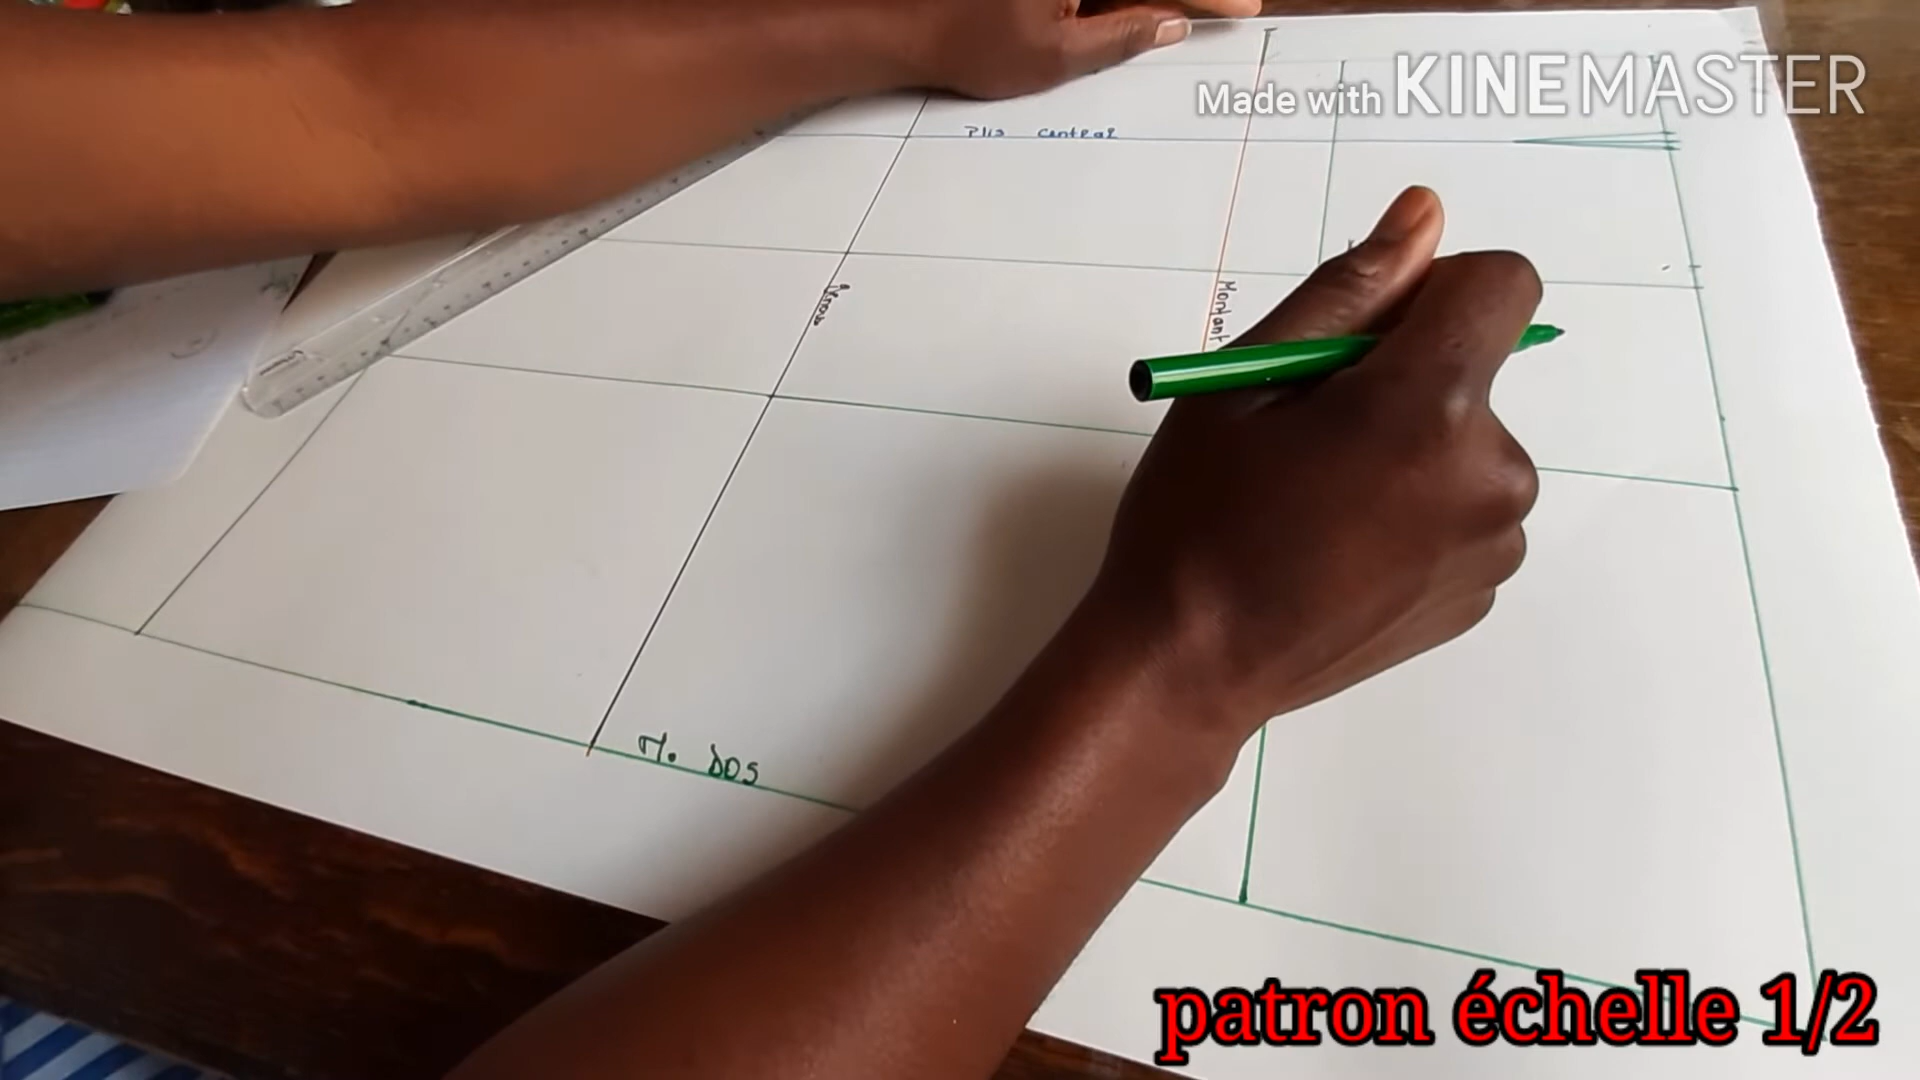 Made with KINEMASTER
Plis central
Montant
M. DOS
patron échelle 1/2